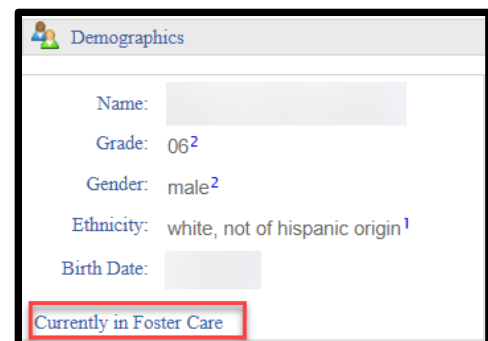 Demographics
Name:
Grade: 06²
Gender: male²
Ethnicity: white, not of hispanic origin¹
Birth Date:
Currently in Foster Care